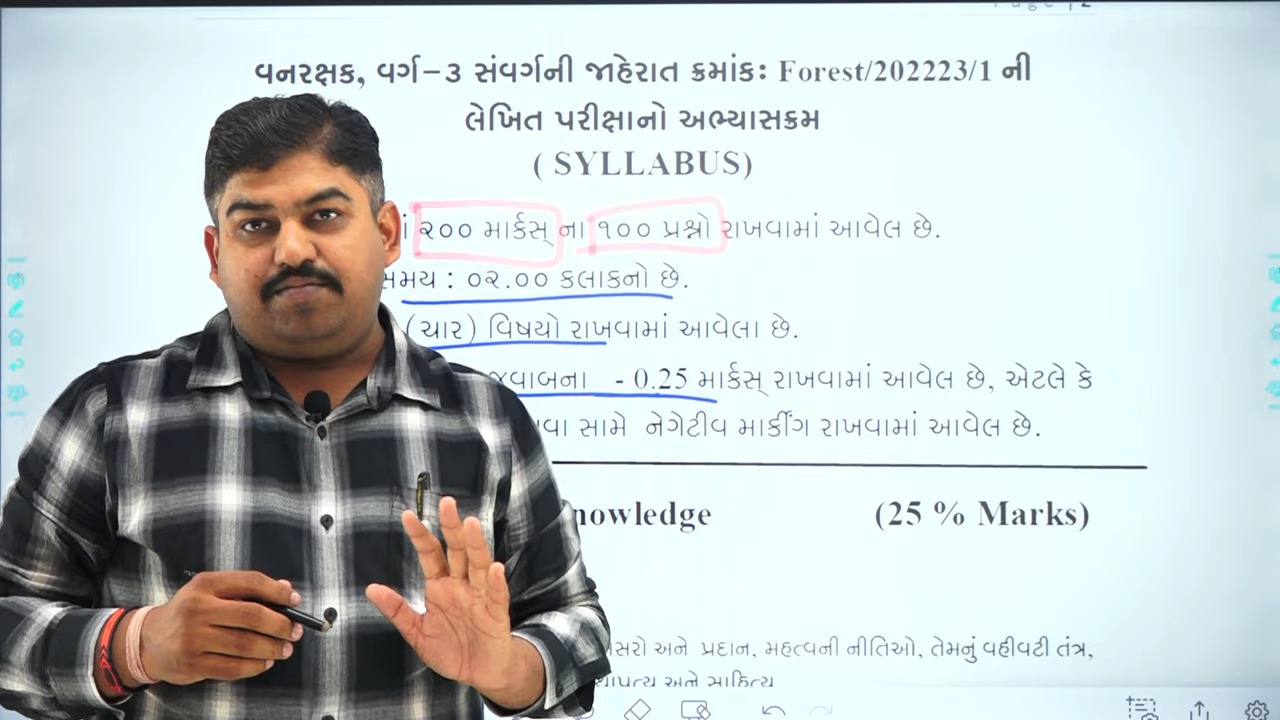 વનરક્ષક, વર્ગ-૩ સંવર્ગની જાહેરાત ક્રમાંકઃ Forest/202223/1 ની
લેખિત પરીક્ષાનો અભ્યાસક્રમ
( SYLLABUS)
૨૦૦ માર્કસ્ ના ૧૦૦ પ્રશ્નો રાખવામાં આવેલ છે.
સમય : ૦૨.૦૦ કલાકનો છે.
(ચાર) વિષયો રાખવામાં આવેલા છે.
જવાબના - 0.25 માર્કસ્ રાખવામાં આવેલ છે, એટલે કે
સામે નેગેટીવ માર્કીંગ રાખવામાં આવેલ છે.
nowledge (25 % Marks)
અને પ્રદાન, મહત્વની નીતિઓ, તેમનું વહીવટી તંત્ર,
અને સાહિત્ય